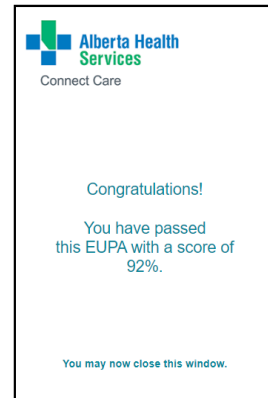 Alberta Health
Services
Connect Care
Congratulations!
You have passed
this EUPA with a score of
92%.
You may now close this window.